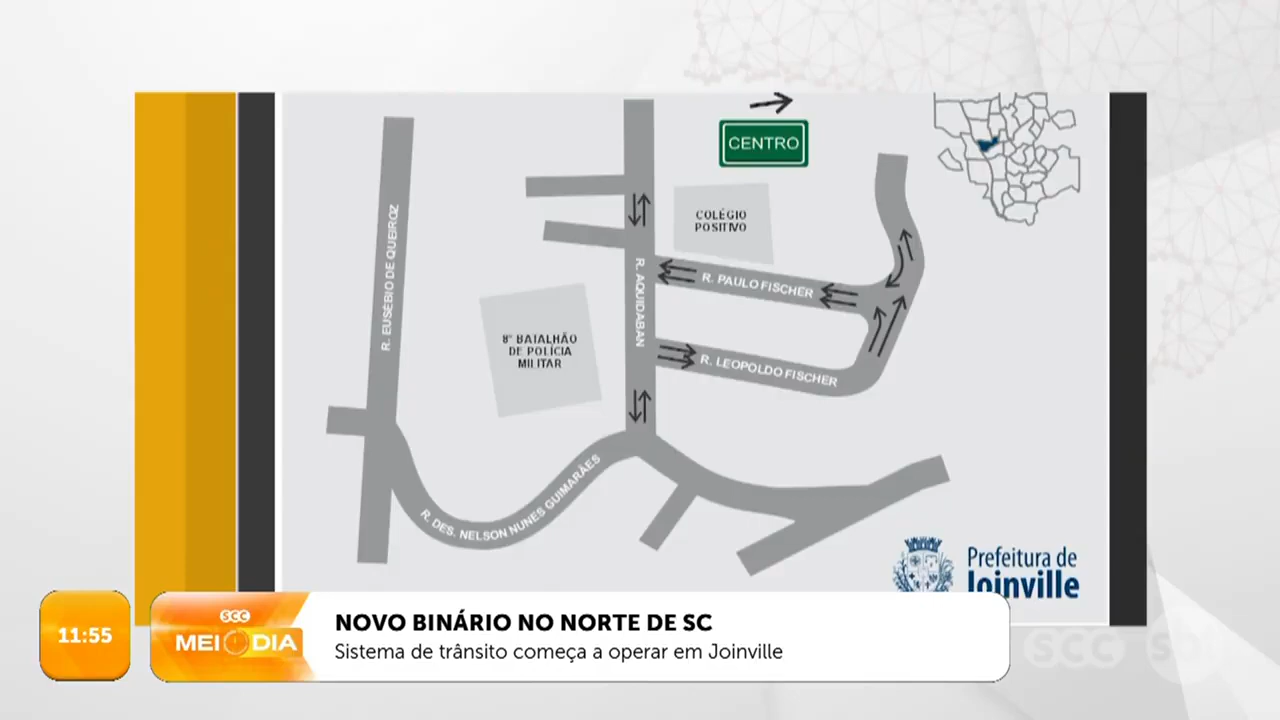 CENTRO
COLÉGIO
POSITIVO
R. EUSÉBIO DE QUEIROZ
R. AQUIDABAN
R. PAULO FISCHER
8º BATALHÃO
DE POLÍCIA
MILITAR
R. LEOPOLDO FISCHER
R. DES. NELSON NUNES GUIMARÃES
Prefeitura de
Joinville
11:55
SCC
MEIO DIA
NOVO BINÁRIO NO NORTE DE SC
Sistema de trânsito começa a operar em Joinville
SCC